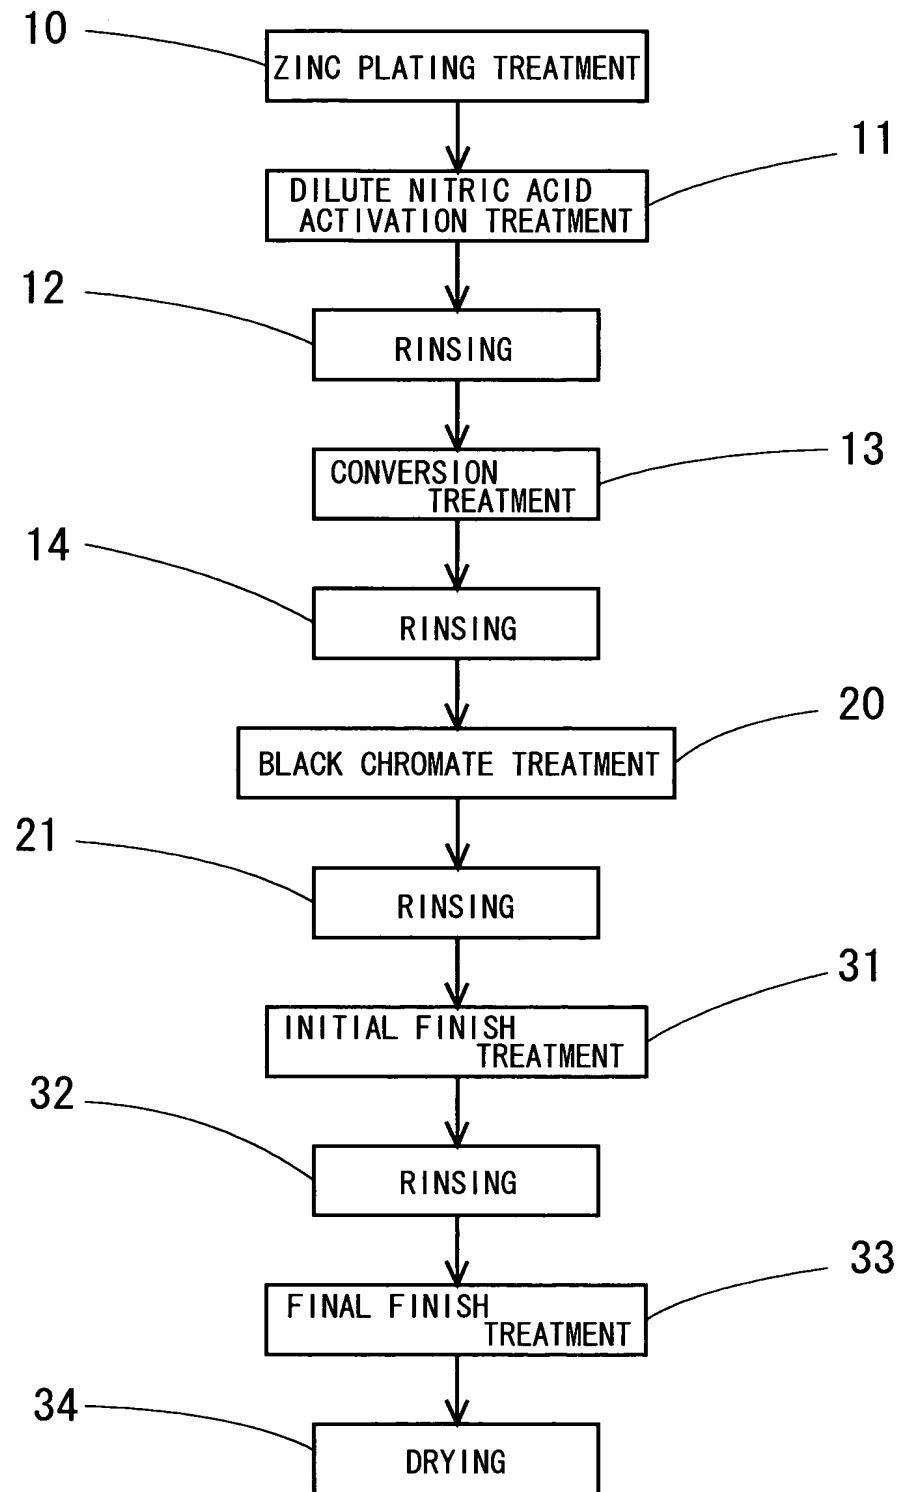 10
ZINC PLATING TREATMENT
11
DILUTE NITRIC ACID
ACTIVATION TREATMENT
12
RINSING
13
CONVERSION
TREATMENT
14
RINSING
20
BLACK CHROMATE TREATMENT
21
RINSING
31
INITIAL FINISH
TREATMENT
32
RINSING
33
FINAL FINISH
TREATMENT
34
DRYING